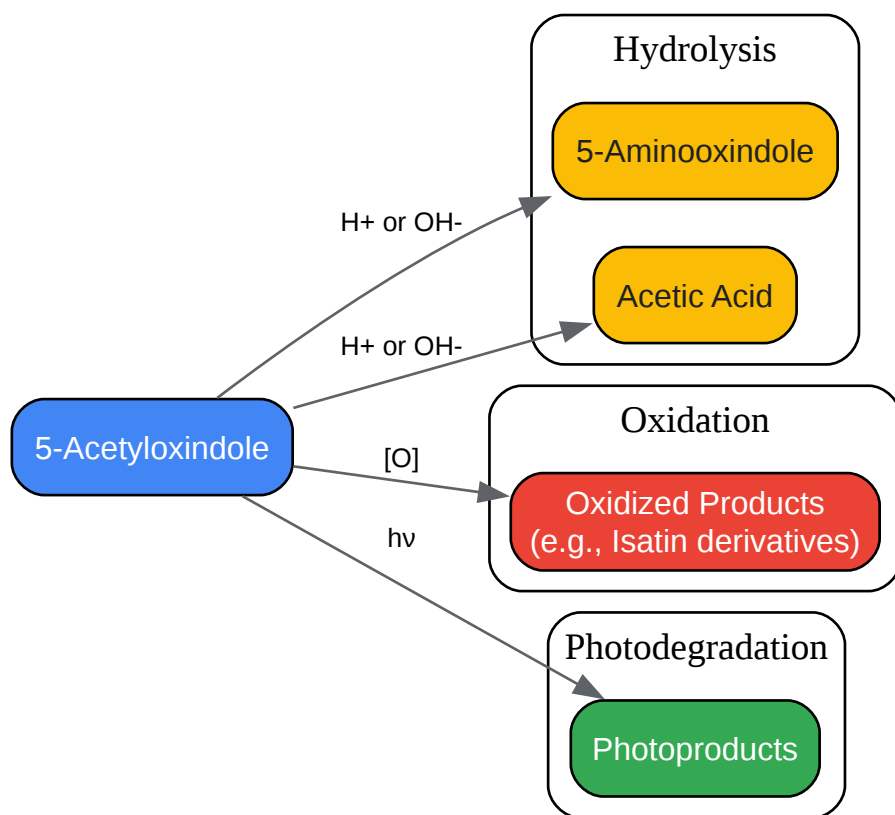 Hydrolysis
5-Aminooxindole
H+ or OH-
Acetic Acid
H+ or OH-
5-Acetyloxindole
Oxidation
[O]
Oxidized Products
(e.g., Isatin derivatives)
hν
Photodegradation
Photoproducts